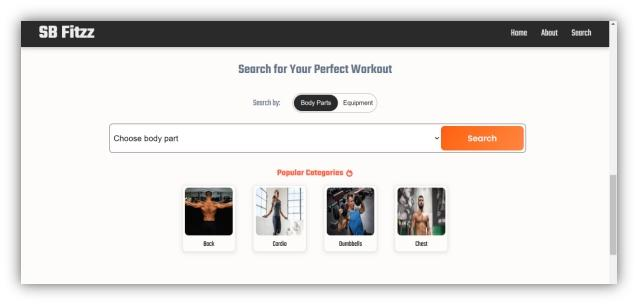 SB Fitzz
Home About Search
Search for Your Perfect Workout
Search by: Body Parts Equipment
Choose body part Search
Popular Categories
Back Cardio Dumbbells Chest